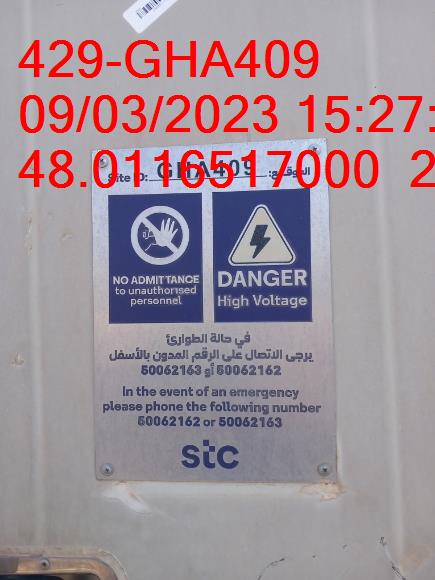 429-GHA409
09/03/2023 15:27:
48.0116517000 2
Site ID: GHA409 :الموقع
NO ADMITTANCE
to unauthorised
personnel
DANGER
High Voltage
في حالة الطوارئ
يرجى الاتصال على الرقم المدون بالأسفل
50062162 أو 50062163
In the event of an emergency
please phone the following number
50062162 or 50062163
stc